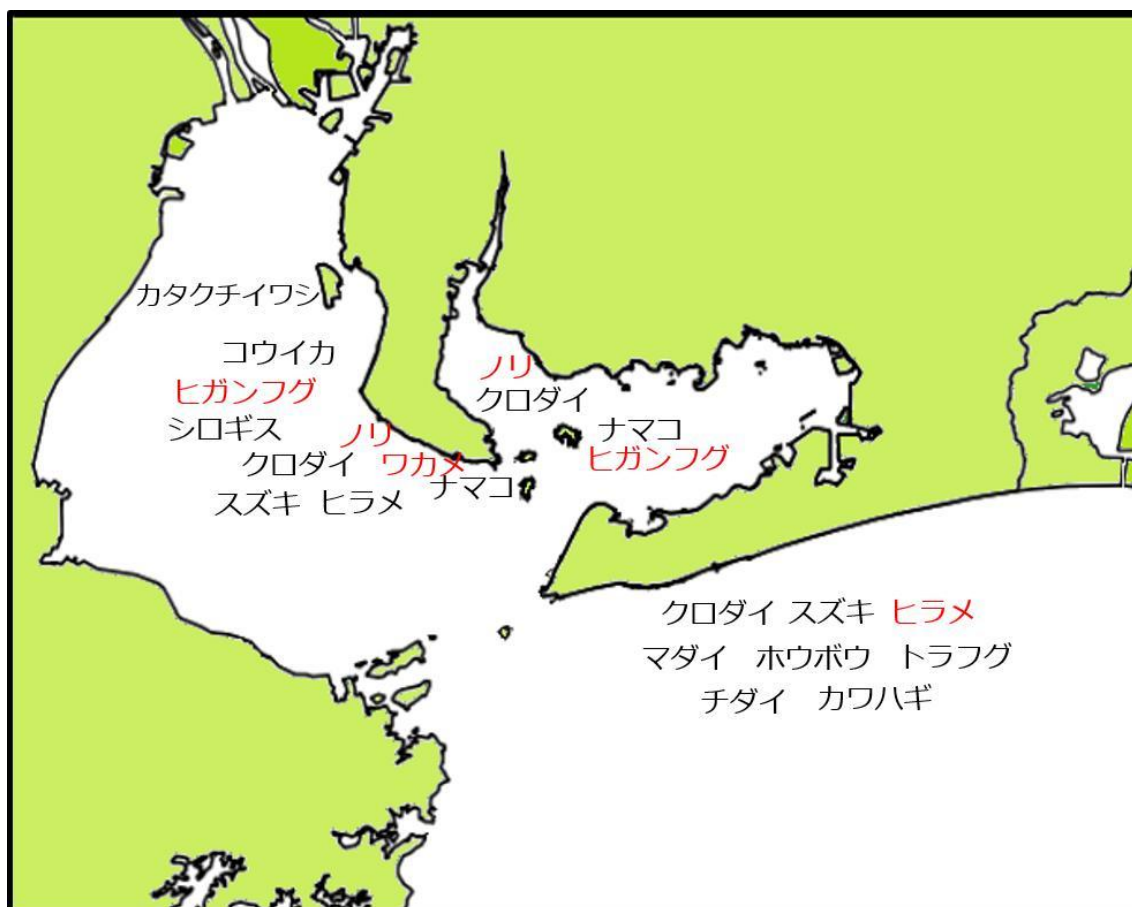 カタクチイワシ
コウイカ
ヒガンフグ
シロギス
ノリ
クロダイ ワカメ
スズキ ヒラメ
ナマコ
ノリ
クロダイ
ナマコ
ヒガンフグ
クロダイ スズキ ヒラメ
マダイ ホウボウ トラフグ
チダイ カワハギ